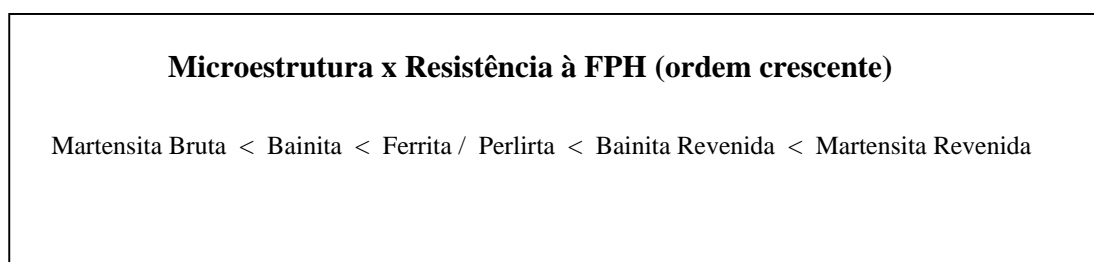 Microestrutura x Resistência à FPH (ordem crescente)
Martensita Bruta < Bainita < Ferrita / Perlirta < Bainita Revenida < Martensita Revenida